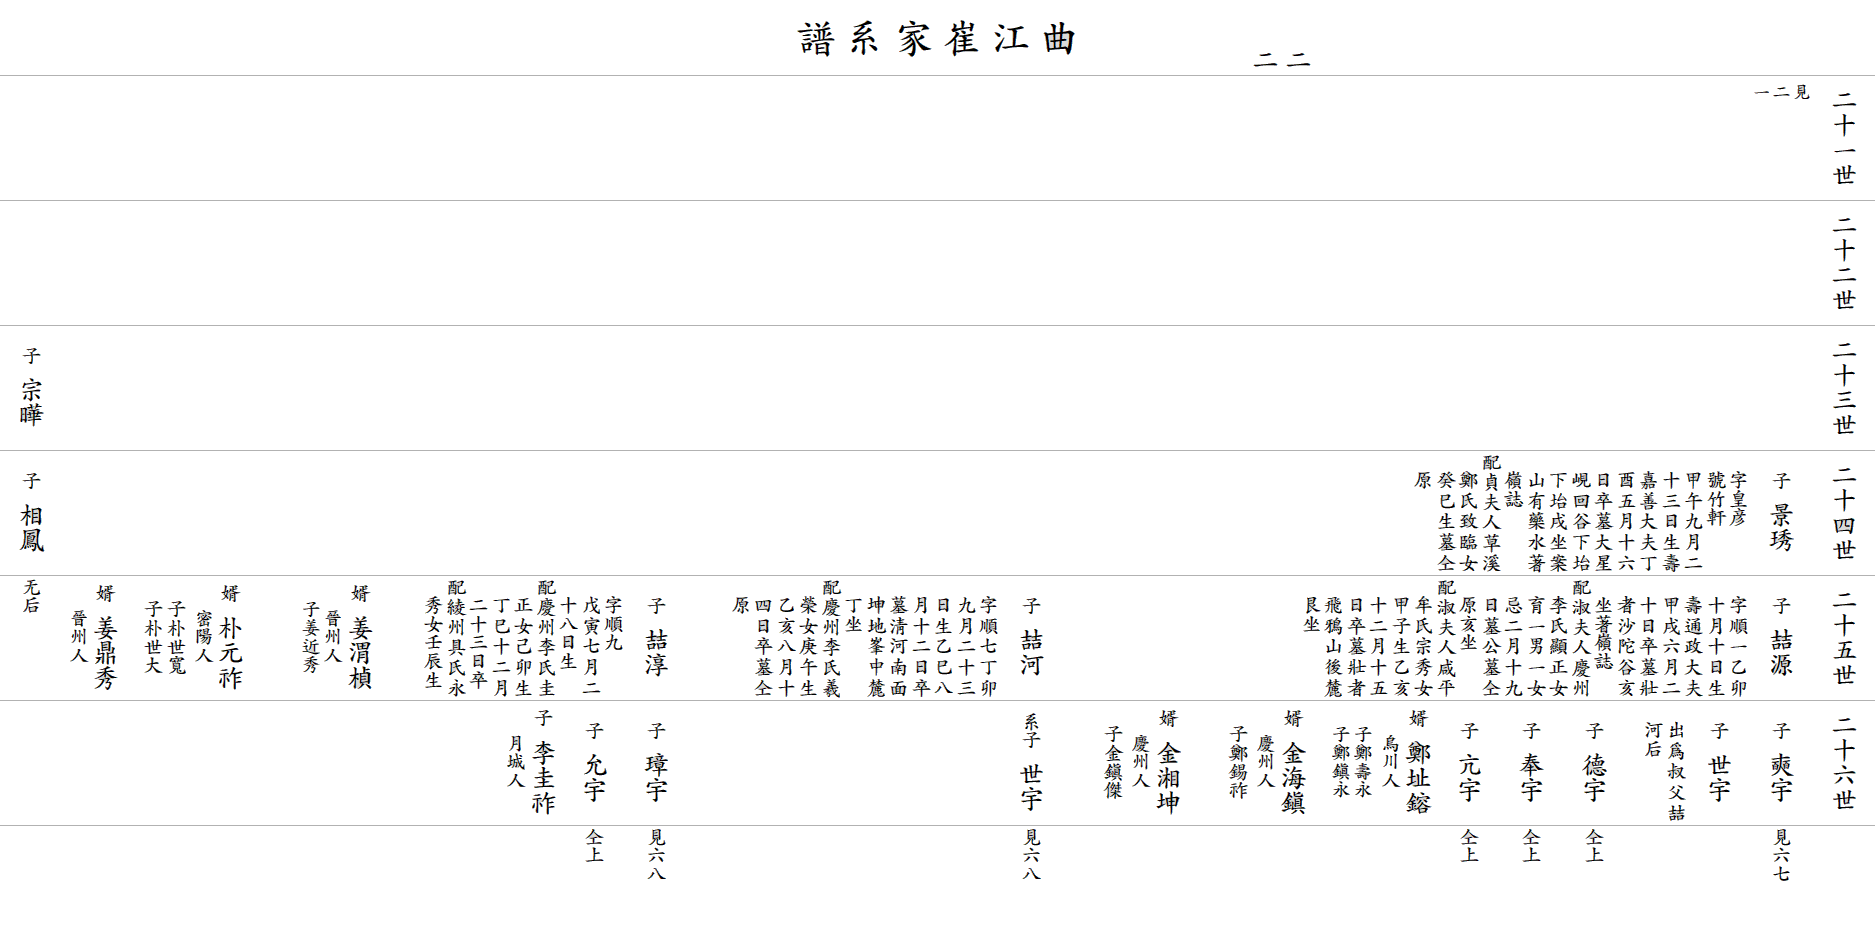 曲江崔家系譜
二二
二十一世
見二一
二十二世
二十三世
子 宗曄
二十四世
子 景琇
字皇彦
號竹軒
甲午九月二
十三日生壽
嘉善大夫丁
酉五月十六
日卒墓大星
峴回谷下坮
下坮戌坐案
山有藥水著
嶺誌
配貞夫人草溪
鄭氏致臨女
癸巳生墓仝
原
子 相鳳
二十五世
子 喆源
字順一乙卯
十月十日生
壽通政大夫
甲戌六月二
十日卒墓壯
者沙陀谷亥
坐著嶺誌
配淑夫人慶州
李氏顯正女
育一男一女
忌二月十九
日墓公墓仝
原亥坐
配淑夫人咸平
牟氏宗秀女
甲子生乙亥
十二月十五
日卒墓壯者
飛鴉山後麓
艮坐
子 喆河
字順七丁卯
九月二十三
日生乙巳八
月十二日卒
墓清河南面
坤地峯中麓
丁坐
配慶州李氏羲
榮女庚午生
乙亥八月十
四日卒墓仝
原
子 喆淳
字順九
戊寅七月二
十八日生
配慶州李氏圭
正女己卯生
丁巳十二月
二十三日卒
配綾州具氏永
秀女壬辰生
婿 姜渭楨
晉州人
子姜近秀
婿 朴元祚
密陽人
子朴世寬
子朴世大
婿 姜鼎秀
晉州人
无后
二十六世
子 奭宇
子 世宇
出爲叔父喆
河后
子 德宇
子 奉宇
子 亢宇
婿 鄭址鎔
烏川人
子鄭壽永
子鄭鎭永
婿 金海鎭
慶州人
子鄭錫祚
婿 金湘坤
慶州人
子金鎭傑
系子 世宇
子 璋宇
子 允宇
子 李圭祚
月城人
見六七
仝上
仝上
仝上
見六八
見六八
仝上